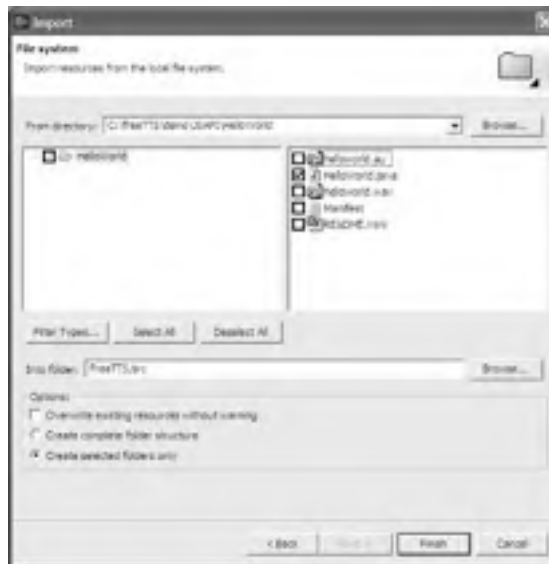 Import
File system
Import resources from the local file system.
From directory:
Browse...
HelloWorld
helloworld.au
HelloWorld.java
helloworld.wav
Manifest
README.html
Filter Types...
Select All
Deselect All
Into folder: FreeTTS/src
Browse...
Options:
Overwrite existing resources without warning
Create complete folder structure
Create selected folders only
< Back
Next >
Finish
Cancel